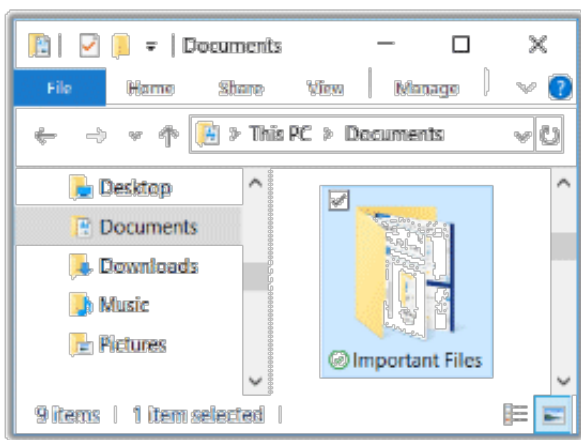 Documents
File Home Share View Manage
This PC Documents
Desktop
Documents
Downloads
Music
Pictures
Important Files
9 items 1 item selected